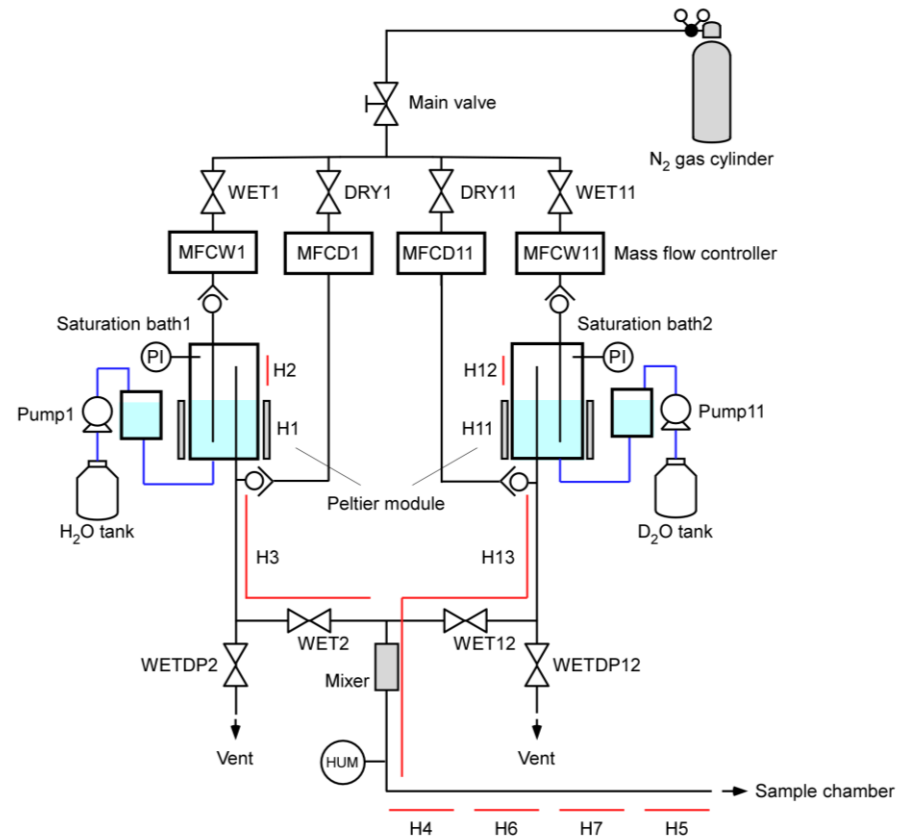 Main valve
N2 gas cylinder
WET1
DRY1
DRY11
WET11
MFCW1
MFCD1
MFCD11
MFCW11
Mass flow controller
Saturation bath1
Saturation bath2
PI
H2
H12
PI
Pump1
H1
H11
Pump11
Peltier module
H2O tank
D2O tank
H3
H13
WET2
WET12
WETDP2
Mixer
WETDP12
Vent
HUM
Vent
Sample chamber
H4
H6
H7
H5